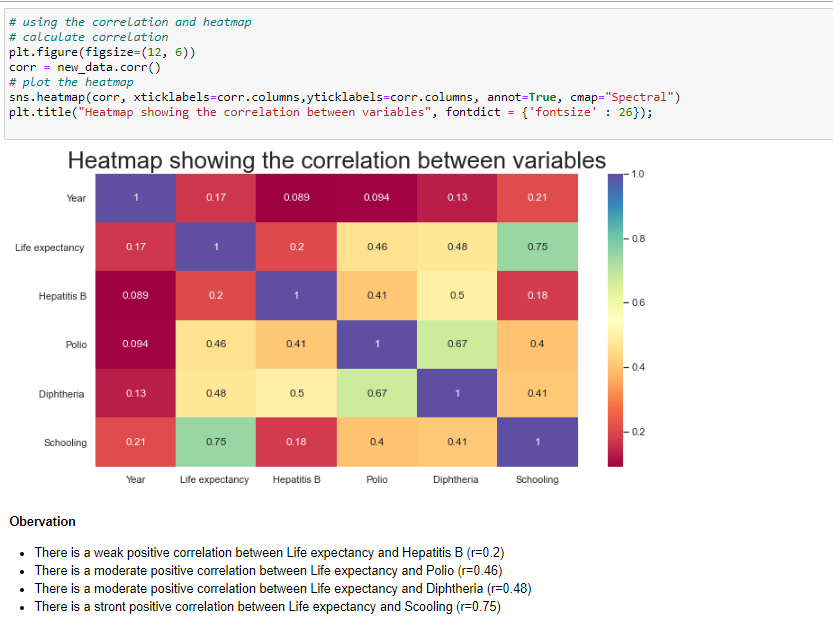 # using the correlation and heatmap
# calculate correlation
plt.figure(figsize=(12, 6))
corr = new_data.corr()
# plot the heatmap
sns.heatmap(corr, xticklabels=corr.columns,yticklabels=corr.columns, annot=True, cmap="Spectral")
plt.title("Heatmap showing the correlation between variables", fontdict = {'fontsize' : 26});
Heatmap showing the correlation between variables
Year 1 0.17 0.089 0.094 0.13 0.21
Life expectancy 0.17 1 0.2 0.46 0.48 0.75
Hepatitis B 0.089 0.2 1 0.41 0.5 0.18
Polio 0.094 0.46 0.41 1 0.67 0.4
Diphtheria 0.13 0.48 0.5 0.67 1 0.41
Schooling 0.21 0.75 0.18 0.4 0.41 1
Year Life expectancy Hepatitis B Polio Diphtheria Schooling
1.0
0.8
0.6
0.4
0.2
Obervation
• There is a weak positive correlation between Life expectancy and Hepatitis B (r=0.2)
• There is a moderate positive correlation between Life expectancy and Polio (r=0.46)
• There is a moderate positive correlation between Life expectancy and Diphtheria (r=0.48)
• There is a stront positive correlation between Life expectancy and Scooling (r=0.75)